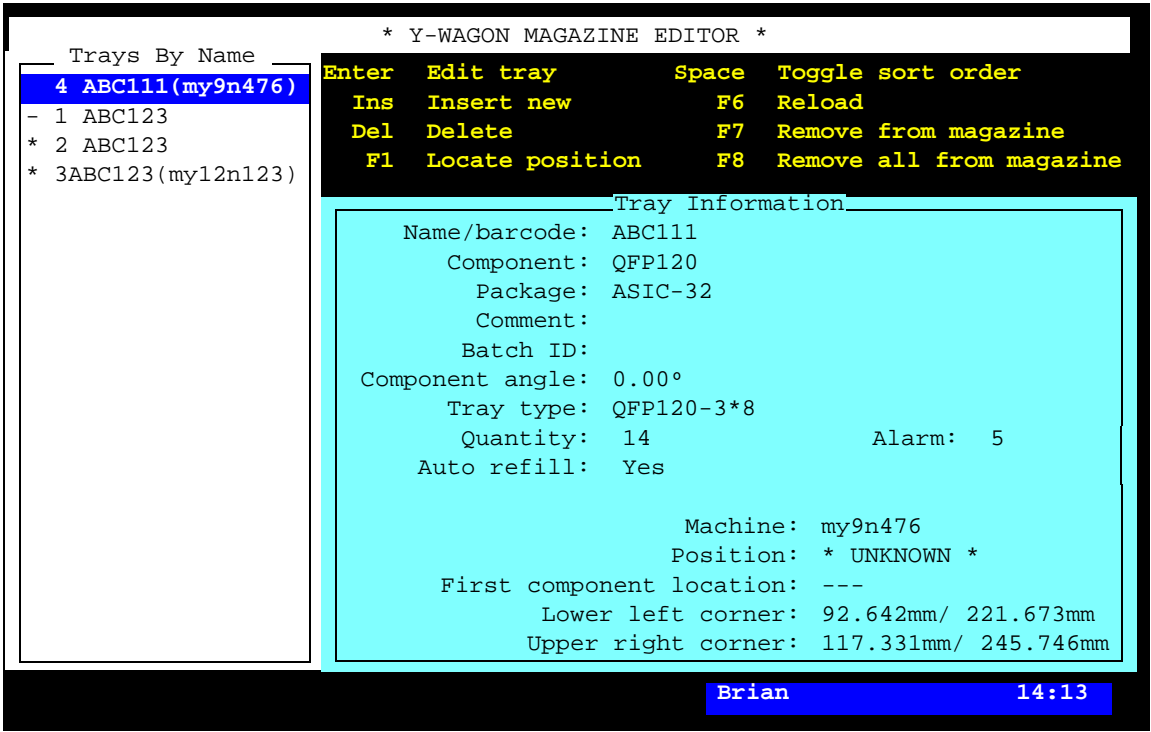 * Y-WAGON MAGAZINE EDITOR *
Trays By Name
4 ABC111(my9n476)
- 1 ABC123
* 2 ABC123
* 3ABC123(my12n123)
Enter Edit tray Space Toggle sort order
Ins Insert new F6 Reload
Del Delete F7 Remove from magazine
F1 Locate position F8 Remove all from magazine
Tray Information
Name/barcode: ABC111
Component: QFP120
Package: ASIC-32
Comment:
Batch ID:
Component angle: 0.00º
Tray type: QFP120-3*8
Quantity: 14 Alarm: 5
Auto refill: Yes
Machine: my9n476
Position: * UNKNOWN *
First component location: ---
Lower left corner: 92.642mm/ 221.673mm
Upper right corner: 117.331mm/ 245.746mm
Brian 14:13